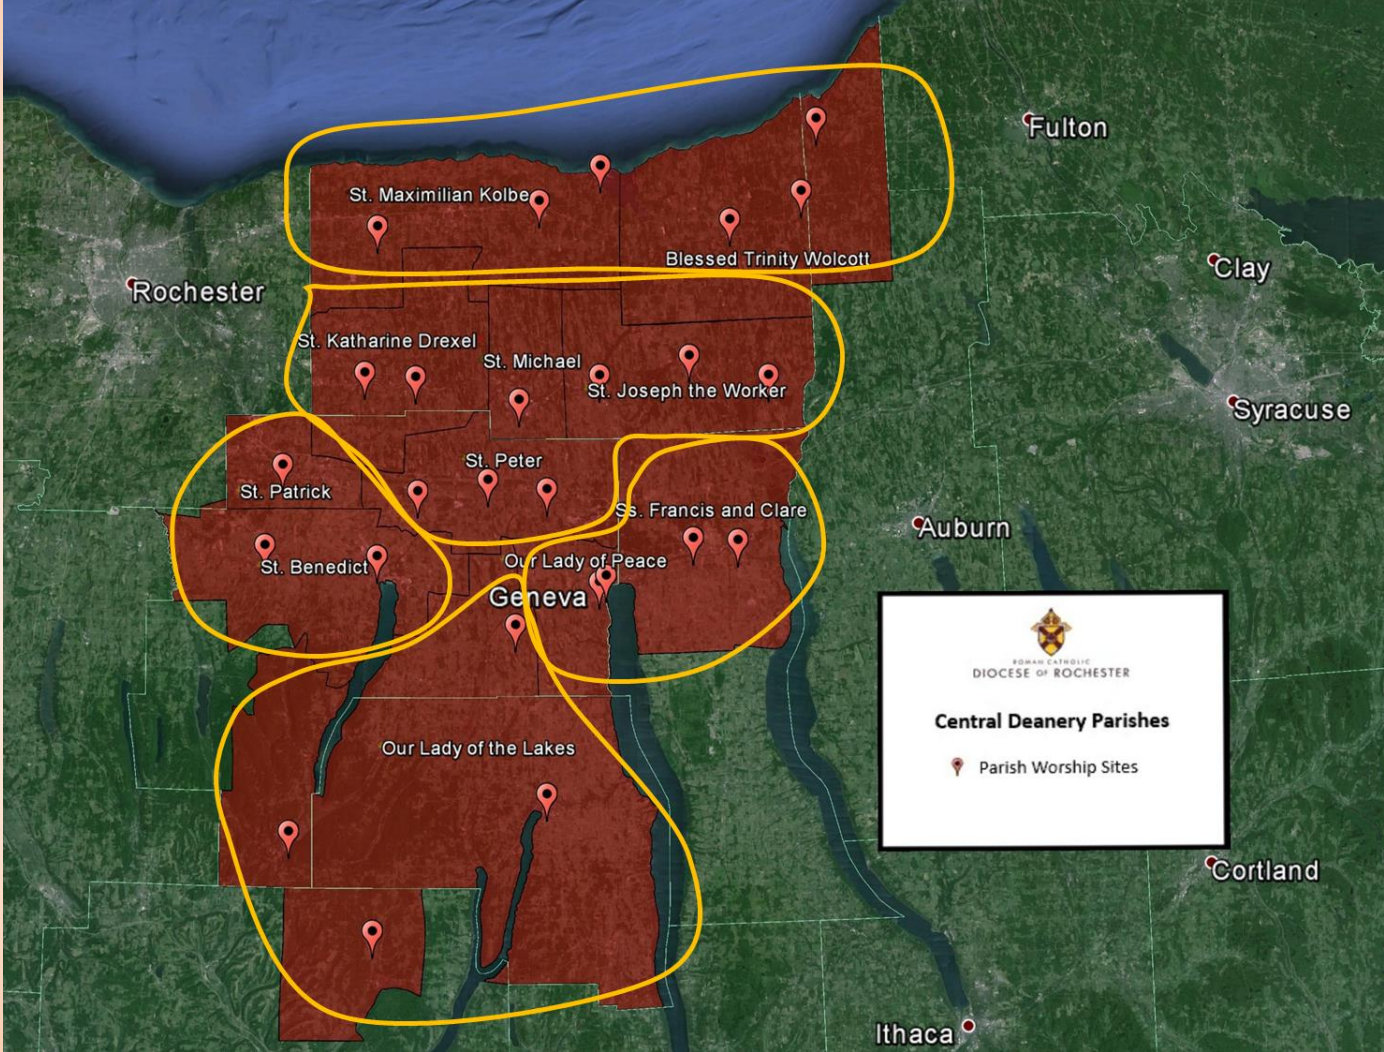 Fulton
St. Maximilian Kolbe
Blessed Trinity Wolcott
Clay
Rochester
St. Katharine Drexel
St. Michael
St. Joseph the Worker
Syracuse
St. Peter
St. Patrick
Ss. Francis and Clare
Auburn
Our Lady of Peace
St. Benedict
Geneva
ROMAN CATHOLIC
DIOCESE OF ROCHESTER
Central Deanery Parishes
Parish Worship Sites
Our Lady of the Lakes
Cortland
Ithaca